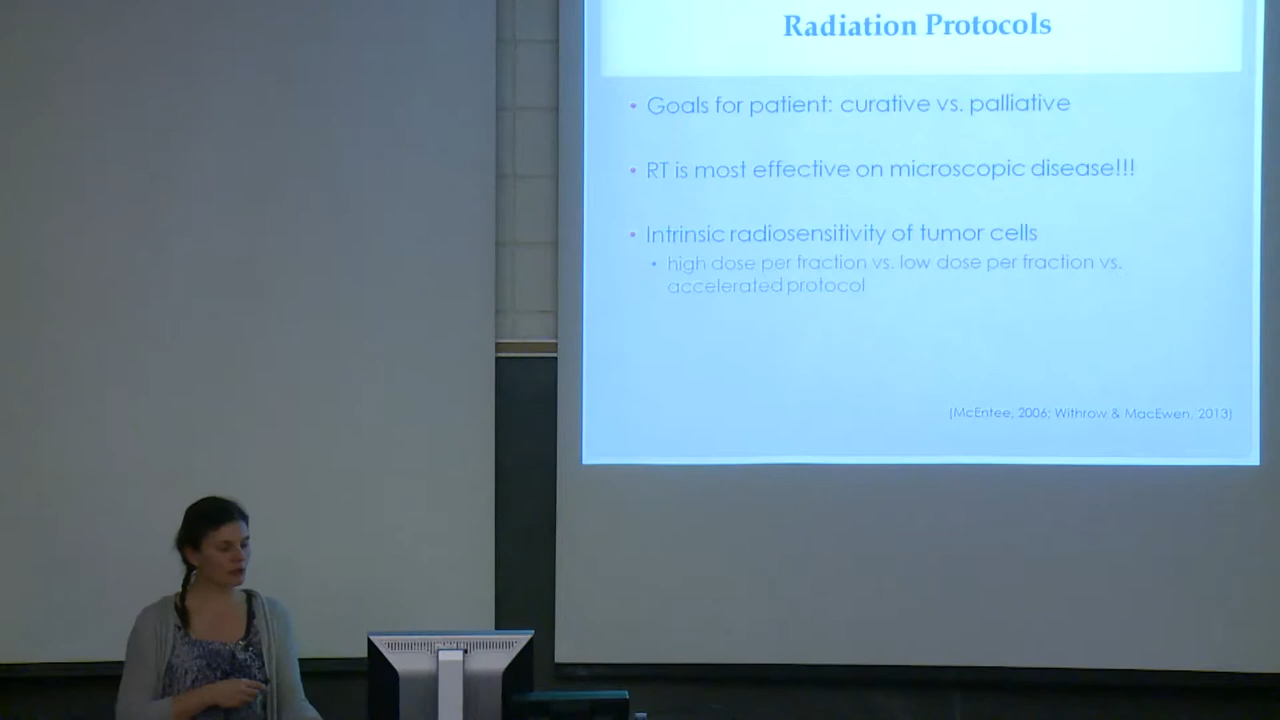 Radiation Protocols
• Goals for patient: curative vs. palliative
• RT is most effective on microscopic disease!!!
• Intrinsic radiosensitivity of tumor cells
• high dose per fraction vs. low dose per fraction vs.
accelerated protocol
(McEntee, 2006; Withrow & MacEwen, 2013)